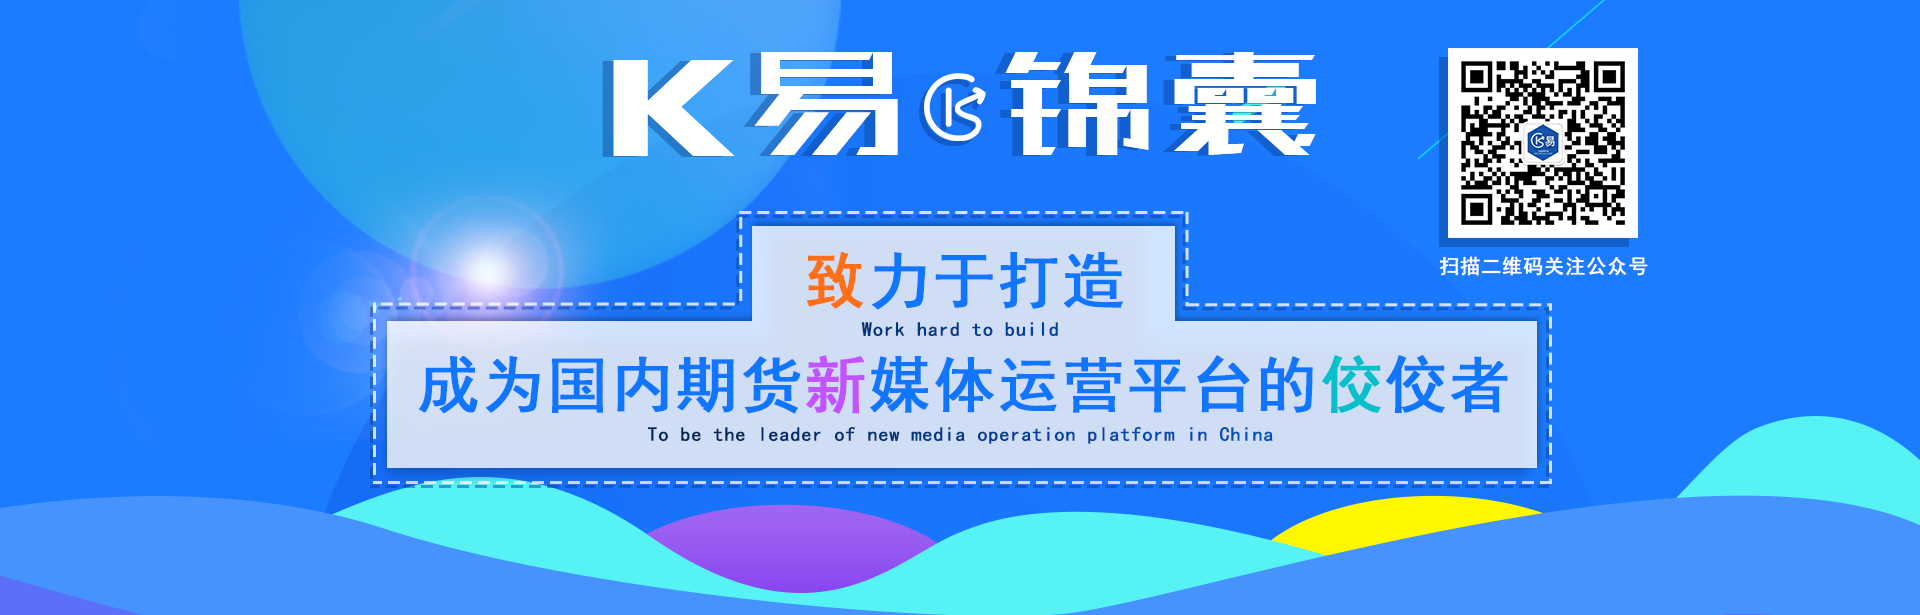 K易锦囊
致力于打造
Work hard to build
成为国内期货新媒体运营平台的佼佼者
To be the leader of new media operation platform in China
K易
扫描二维码关注公众号